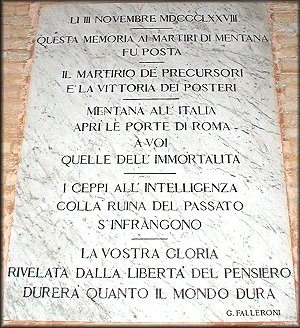 LI III NOVEMBRE MDCCCLXXVIII
QUESTA MEMORIA AI MARTIRI DI MENTANA
FU POSTA
IL MARTIRIO DE' PRECURSORI
E' LA VITTORIA DEI POSTERI
MENTANA ALL'ITALIA
APRÌ LE PORTE DI ROMA
A VOI
QUELLE DELL'IMMORTALITÀ
I CEPPI ALL'INTELLIGENZA
COLLA RUINA DEL PASSATO
S'INFRANGONO
LA VOSTRA GLORIA
RIVELATA DALLA LIBERTA' DEL PENSIERO
DURERA' QUANTO IL MONDO DURA
G. FALLERONI